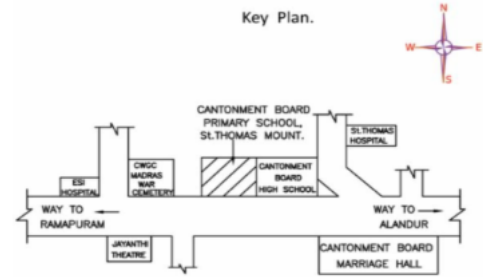 Key Plan.
N
W
E
S
CANTONMENT BOARD
PRIMARY SCHOOL,
St.THOMAS MOUNT.
St.THOMAS
HOSPITAL
CWGC
MADRAS
WAR
CEMETERY
CANTONMENT
BOARD
HIGH SCHOOL
ESI
HOSPITAL
WAY TO
RAMAPURAM
WAY TO
ALANDUR
JAYANTHI
THEATRE
CANTONMENT BOARD
MARRIAGE HALL